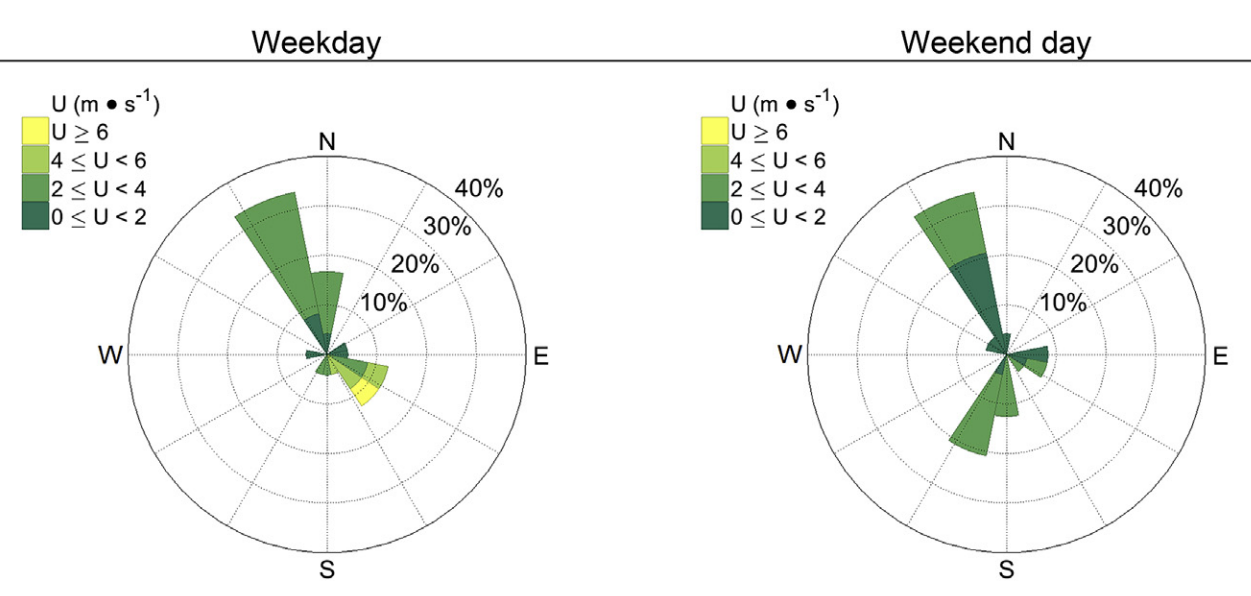 Weekday
U (m ● s⁻¹)
U ≥ 6
4 ≤ U < 6
2 ≤ U < 4
0 ≤ U < 2
N
40%
30%
20%
10%
W
E
S
Weekend day
U (m ● s⁻¹)
U ≥ 6
4 ≤ U < 6
2 ≤ U < 4
0 ≤ U < 2
N
40%
30%
20%
10%
W
E
S